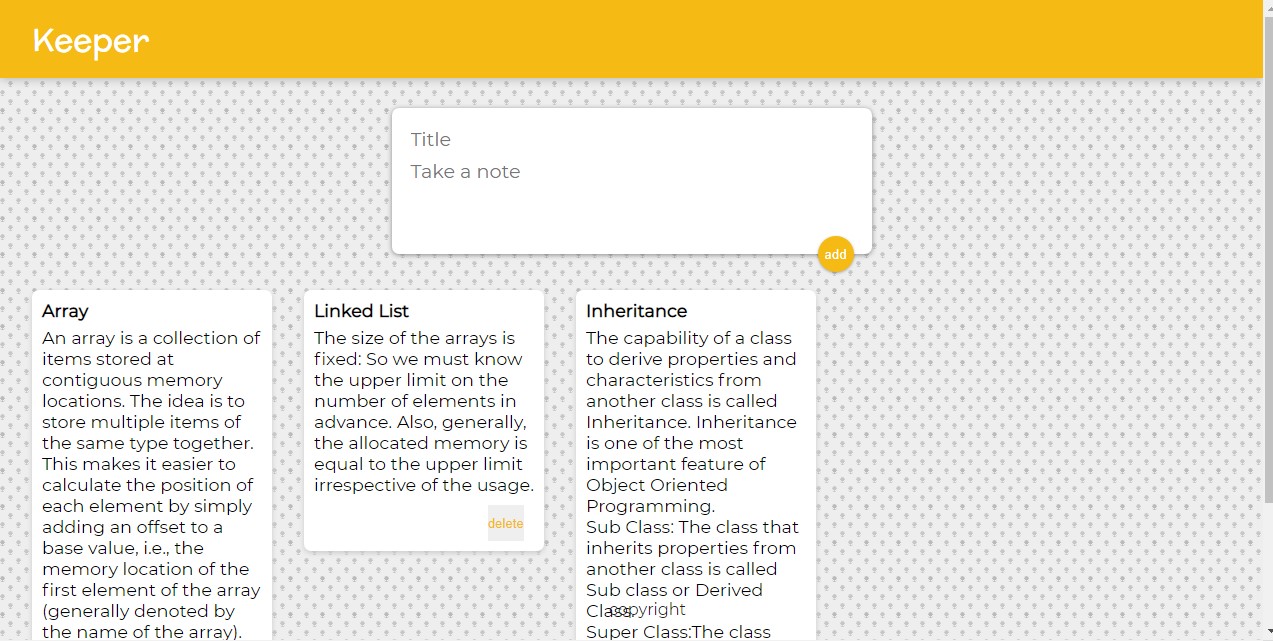 Keeper
Title
Take a note
add
Array
An array is a collection of
items stored at
contiguous memory
locations. The idea is to
store multiple items of
the same type together.
This makes it easier to
calculate the position of
each element by simply
adding an offset to a
base value, i.e., the
memory location of the
first element of the array
(generally denoted by
the name of the array).
Linked List
The size of the arrays is
fixed: So we must know
the upper limit on the
number of elements in
advance. Also, generally,
the allocated memory is
equal to the upper limit
irrespective of the usage.
delete
Inheritance
The capability of a class
to derive properties and
characteristics from
another class is called
Inheritance. Inheritance
is one of the most
important feature of
Object Oriented
Programming.
Sub Class: The class that
inherits properties from
another class is called
Sub class or Derived
Class.
Super Class:The class
copyright